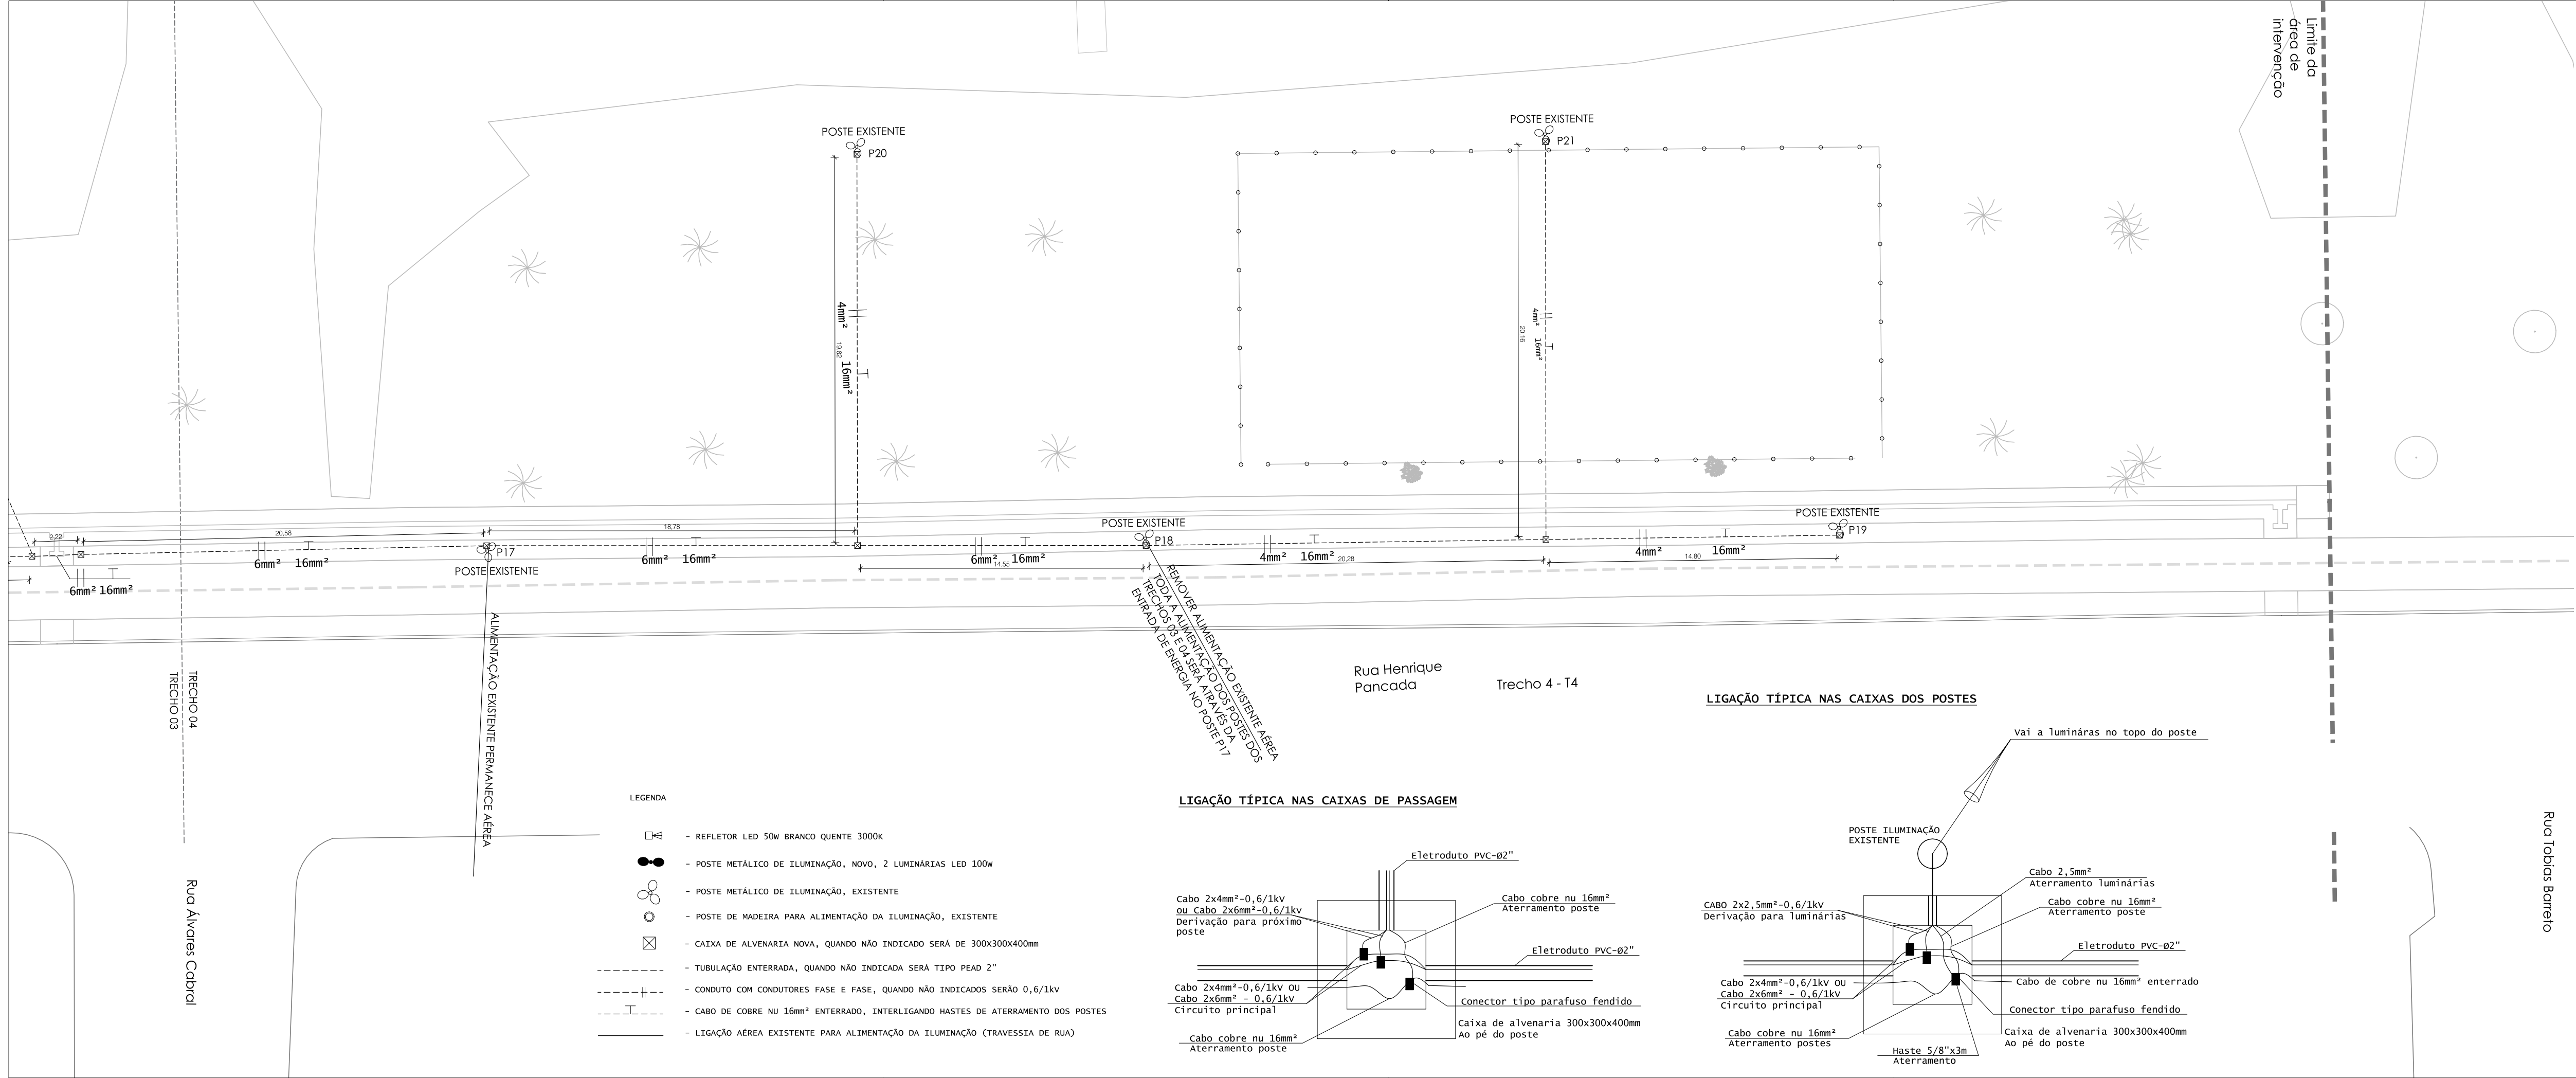 Limite da
área de
intervenção
POSTE EXISTENTE
P20
POSTE EXISTENTE
P21
4mm²
19,82
16mm²
4mm²
20,16
16mm²
2,22
20,58
6mm² 16mm²
6mm² 16mm²
P17
POSTE EXISTENTE
18,78
6mm² 16mm²
6mm² 16mm²
14,55
POSTE EXISTENTE
P18
4mm² 16mm²
20,28
4mm² 16mm²
14,80
POSTE EXISTENTE
P19
TRECHO 04
TRECHO 03
ALIMENTAÇÃO EXISTENTE PERMANECE AÉREA
REMOVER ALIMENTAÇÃO EXISTENTE AÉREA
TODA A ALIMENTAÇÃO DOS POSTES DOS
TRECHOS 03 E 04 SERÁ ATRAVÉS DA
ENTRADA DE ENERGIA NO POSTE P17
Rua Henrique
Pancada
Trecho 4 - T4
Rua Álvares Cabral
Rua Tobias Barreto
LEGENDA
- REFLETOR LED 50W BRANCO QUENTE 3000K
- POSTE METÁLICO DE ILUMINAÇÃO, NOVO, 2 LUMINÁRIAS LED 100W
- POSTE METÁLICO DE ILUMINAÇÃO, EXISTENTE
- POSTE DE MADEIRA PARA ALIMENTAÇÃO DA ILUMINAÇÃO, EXISTENTE
- CAIXA DE ALVENARIA NOVA, QUANDO NÃO INDICADO SERÁ DE 300x300x400mm
- TUBULAÇÃO ENTERRADA, QUANDO NÃO INDICADA SERÁ TIPO PEAD 2"
- CONDUTO COM CONDUTORES FASE E FASE, QUANDO NÃO INDICADOS SERÃO 0,6/1kV
- CABO DE COBRE NU 16mm² ENTERRADO, INTERLIGANDO HASTES DE ATERRAMENTO DOS POSTES
- LIGAÇÃO AÉREA EXISTENTE PARA ALIMENTAÇÃO DA ILUMINAÇÃO (TRAVESSIA DE RUA)
LIGAÇÃO TÍPICA NAS CAIXAS DE PASSAGEM
Eletroduto PVC-Ø2"
Cabo 2x4mm²-0,6/1kv
ou Cabo 2x6mm²-0,6/1kv
Derivação para próximo
poste
Cabo cobre nu 16mm²
Aterramento poste
Eletroduto PVC-Ø2"
Cabo 2x4mm²-0,6/1kV OU
Cabo 2x6mm² - 0,6/1kV
Circuito principal
Conector tipo parafuso fendido
Caixa de alvenaria 300x300x400mm
Ao pé do poste
Cabo cobre nu 16mm²
Aterramento poste
LIGAÇÃO TÍPICA NAS CAIXAS DOS POSTES
Vai a lumináras no topo do poste
POSTE ILUMINAÇÃO
EXISTENTE
Cabo 2,5mm²
Aterramento luminárias
CABO 2x2,5mm²-0,6/1kV
Derivação para luminárias
Cabo cobre nu 16mm²
Aterramento poste
Eletroduto PVC-Ø2"
Cabo 2x4mm²-0,6/1kV OU
Cabo 2x6mm² - 0,6/1kV
Circuito principal
Cabo de cobre nu 16mm² enterrado
Conector tipo parafuso fendido
Cabo cobre nu 16mm²
Aterramento postes
Caixa de alvenaria 300x300x400mm
Ao pé do poste
Haste 5/8"x3m
Aterramento